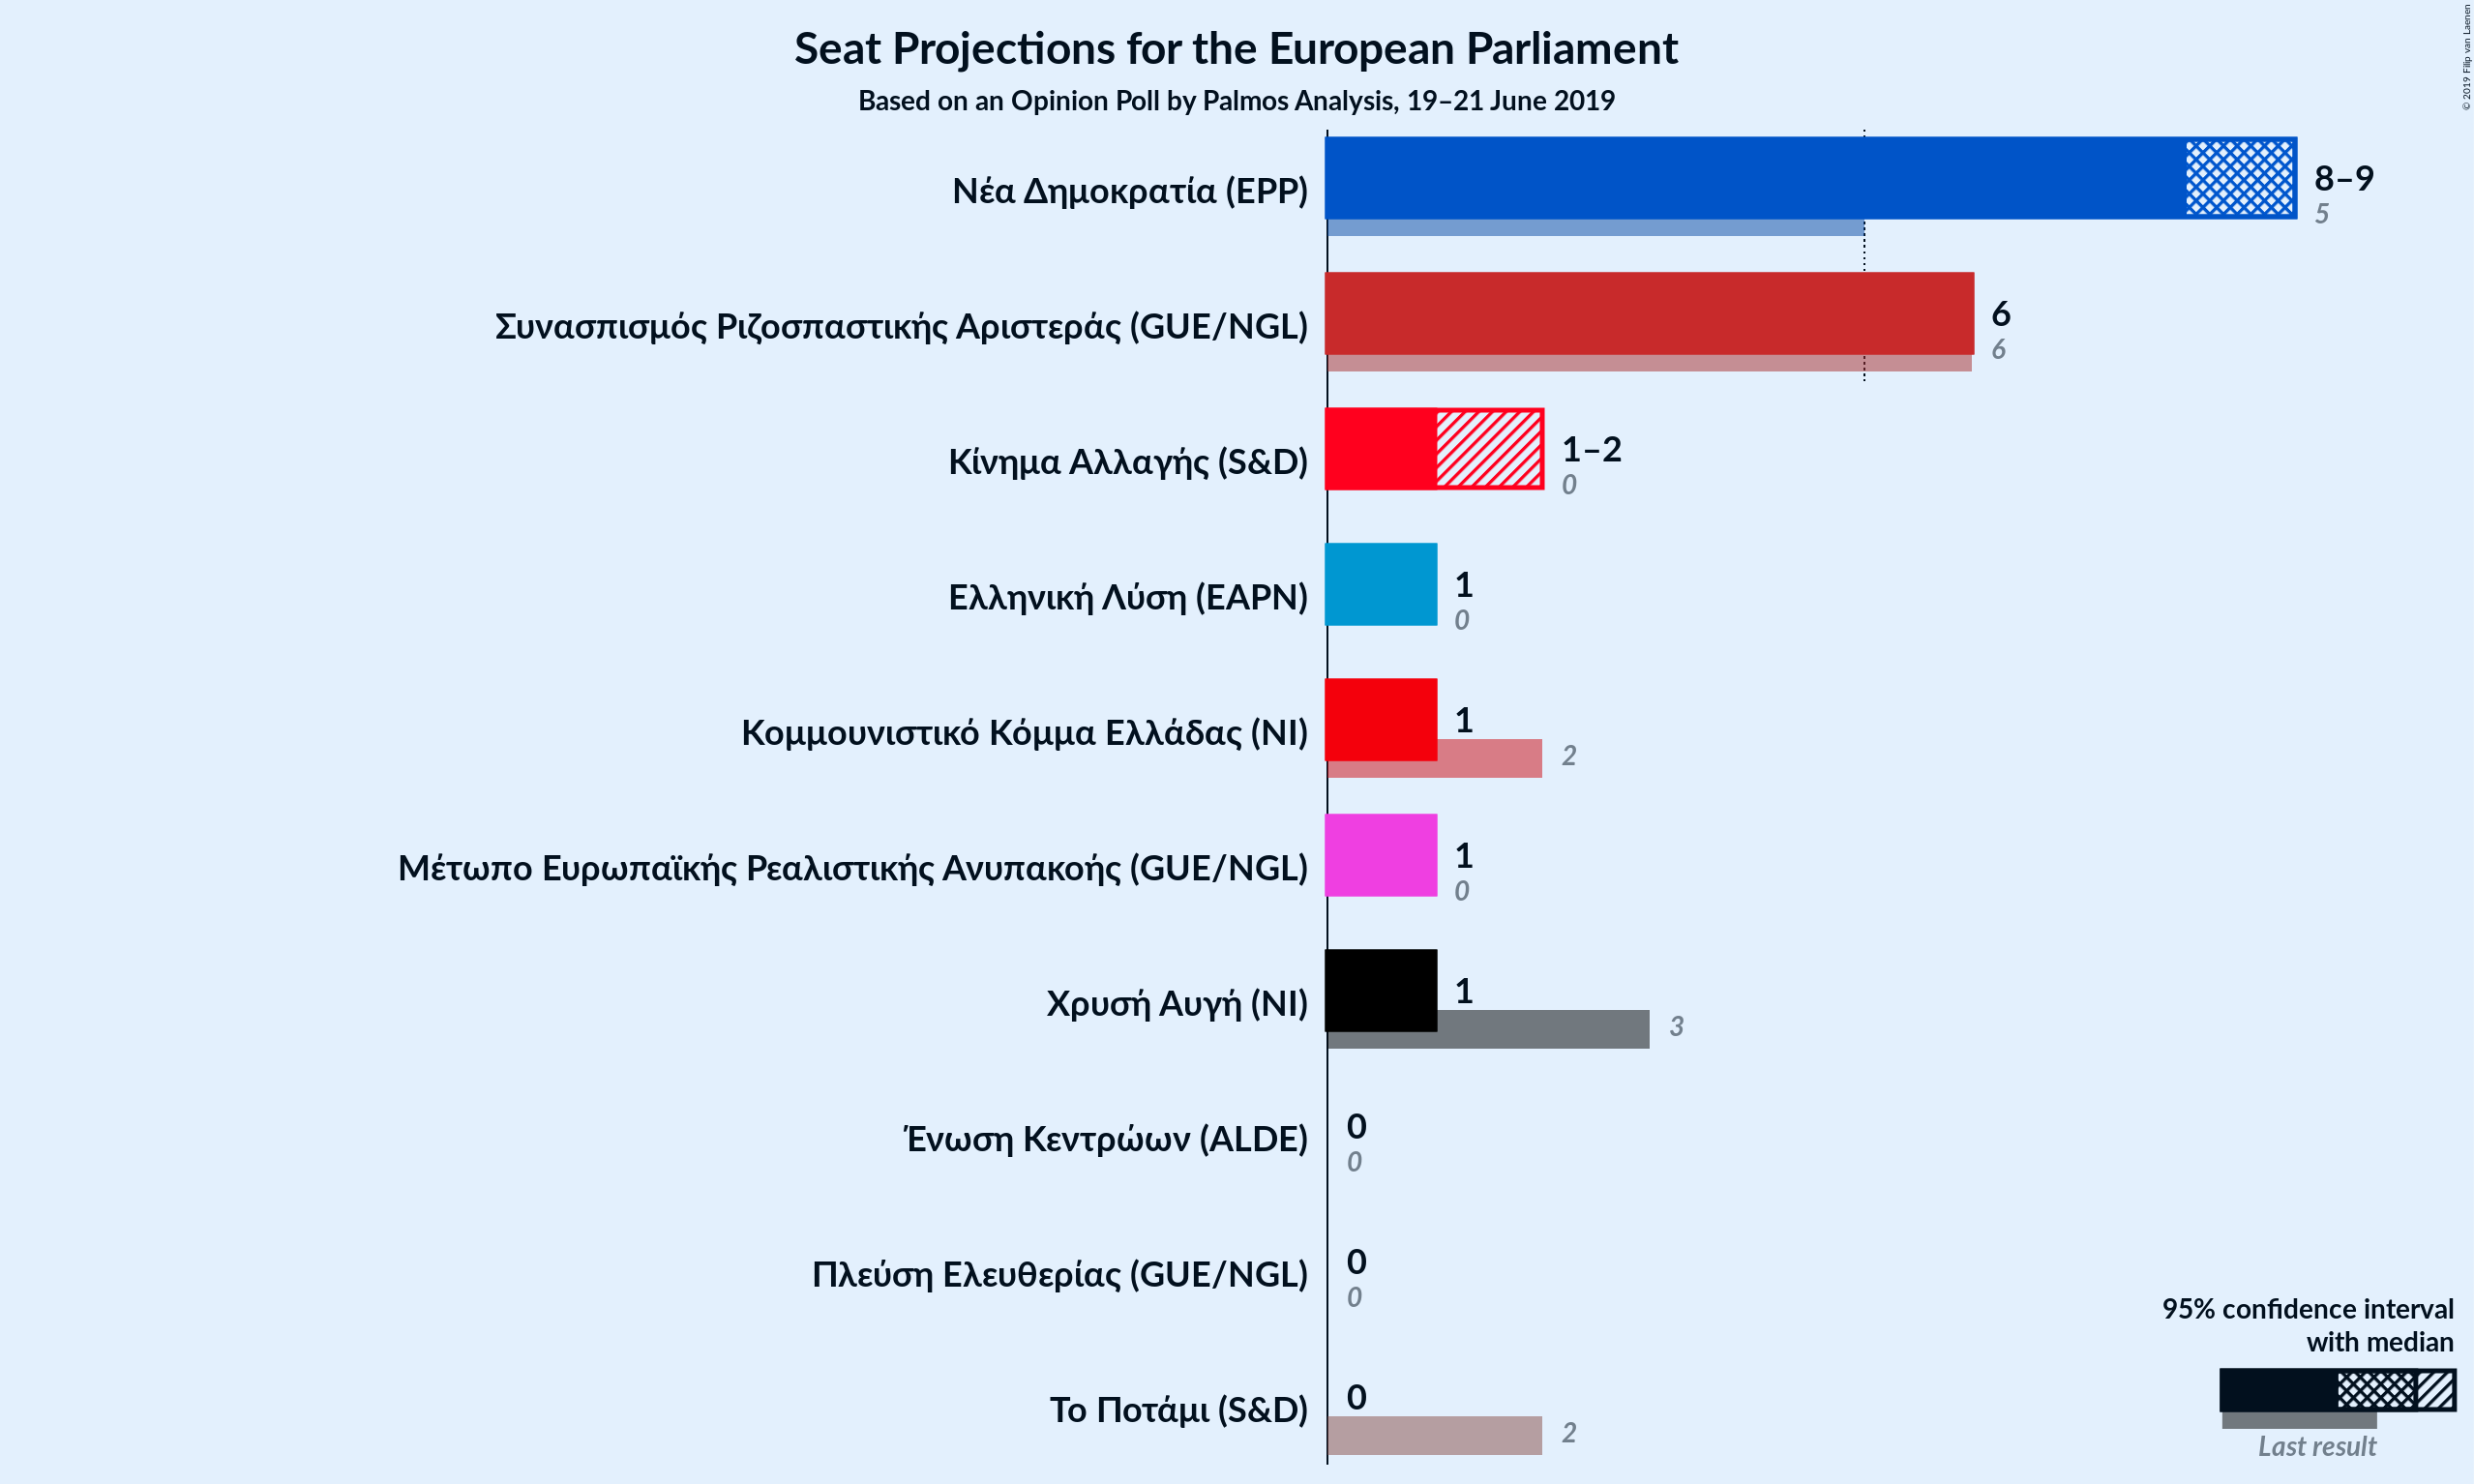 Seat Projections for the European Parliament
Based on an Opinion Poll by Palmos Analysis, 19–21 June 2019
© 2019 Filip van Laenen
Νέα Δημοκρατία (EPP)
8–9
5
Συνασπισμός Ριζοσπαστικής Αριστεράς (GUE/NGL)
6
6
Κίνημα Αλλαγής (S&D)
1–2
0
Ελληνική Λύση (EAPN)
1
0
Κομμουνιστικό Κόμμα Ελλάδας (NI)
1
2
Μέτωπο Ευρωπαϊκής Ρεαλιστικής Ανυπακοής (GUE/NGL)
1
0
Χρυσή Αυγή (NI)
1
3
Ένωση Κεντρώων (ALDE)
0
0
Πλεύση Ελευθερίας (GUE/NGL)
0
0
Το Ποτάμι (S&D)
0
2
95% confidence interval
with median
Last result